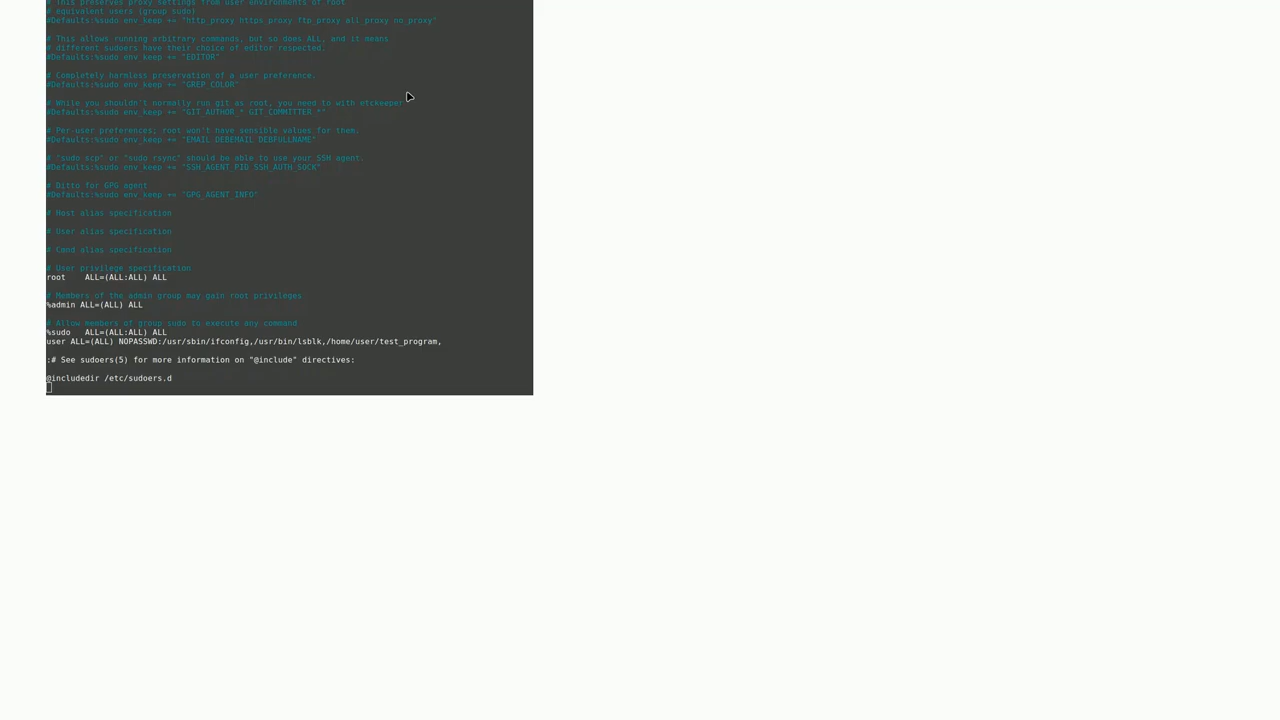 # This preserves proxy settings from user environments of root
# equivalent users (group sudo)
#Defaults:%sudo env_keep += "http_proxy https_proxy ftp_proxy all_proxy no_proxy"
# This allows running arbitrary commands, but so does ALL, and it means
# different sudoers have their choice of editor respected.
#Defaults:%sudo env_keep += "EDITOR"
# Completely harmless preservation of a user preference.
#Defaults:%sudo env_keep += "GREP_COLOR"
# While you shouldn't normally run git as root, you need to with etckeeper
#Defaults:%sudo env_keep += "GIT_AUTHOR_* GIT_COMMITTER_*"
# Per-user preferences; root won't have sensible values for them.
#Defaults:%sudo env_keep += "EMAIL DEBEMAIL DEBFULLNAME"
# "sudo scp" or "sudo rsync" should be able to use your SSH agent.
#Defaults:%sudo env_keep += "SSH_AGENT_PID SSH_AUTH_SOCK"
# Ditto for GPG agent
#Defaults:%sudo env_keep += "GPG_AGENT_INFO"
# Host alias specification
# User alias specification
# Cmnd alias specification
# User privilege specification
root    ALL=(ALL:ALL) ALL
# Members of the admin group may gain root privileges
%admin ALL=(ALL) ALL
# Allow members of group sudo to execute any command
%sudo   ALL=(ALL:ALL) ALL
user ALL=(ALL) NOPASSWD:/usr/sbin/ifconfig,/usr/bin/lsblk,/home/user/test_program,
:# See sudoers(5) for more information on "@include" directives:
@includedir /etc/sudoers.d